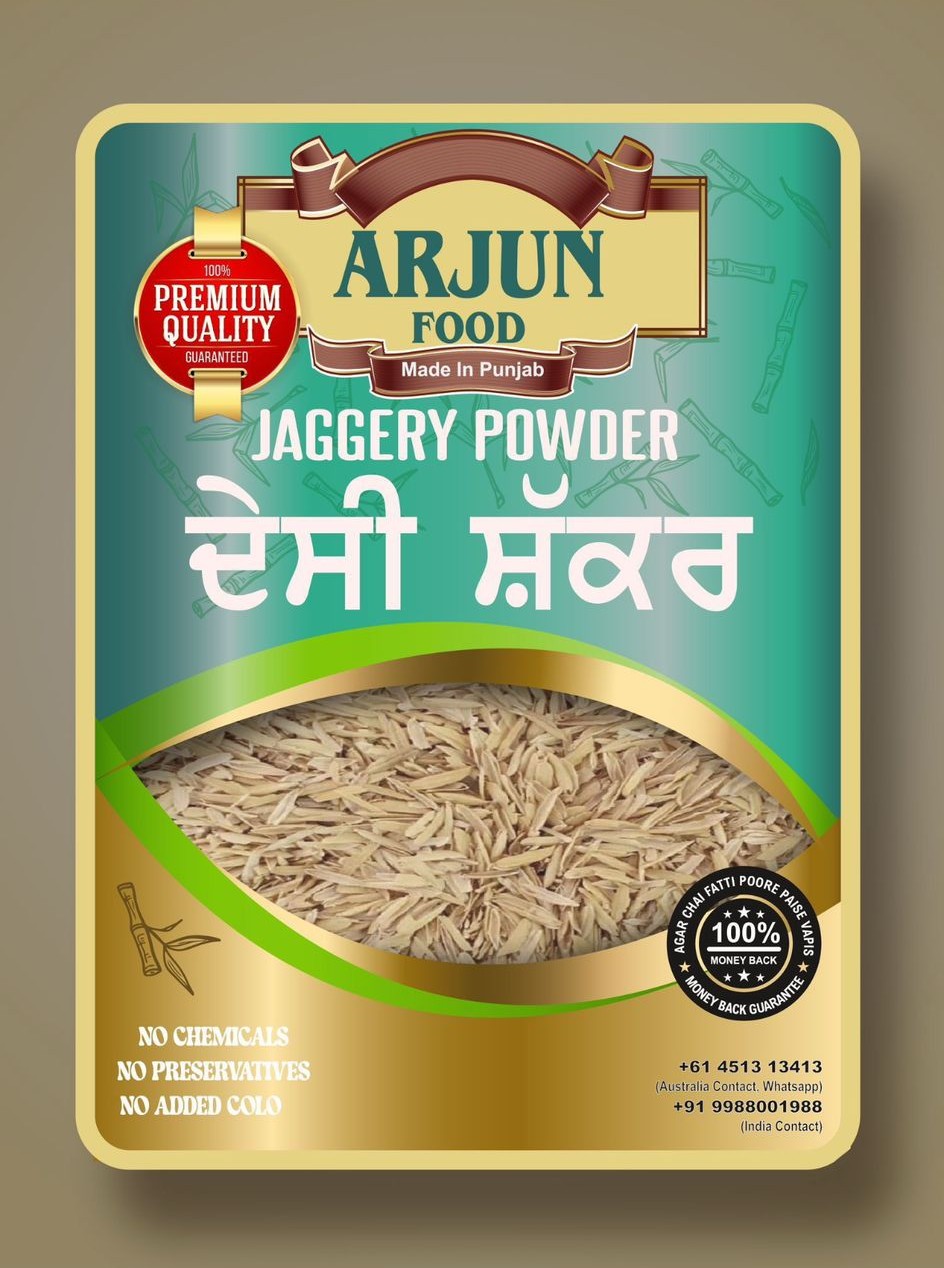 100%
PREMIUM
QUALITY
GUARANTEED
ARJUN
FOOD
Made In Punjab
JAGGERY POWDER
ਦੇਸੀ ਸ਼ੱਕਰ
AGAR CHAI FATTI POORE PAISE VAPIS
100%
MONEY BACK
MONEY BACK GUARANTEE
NO CHEMICALS
NO PRESERVATIVES
NO ADDED COLO
+61 4513 13413
(Australia Contact. Whatsapp)
+91 9988001988
(India Contact)